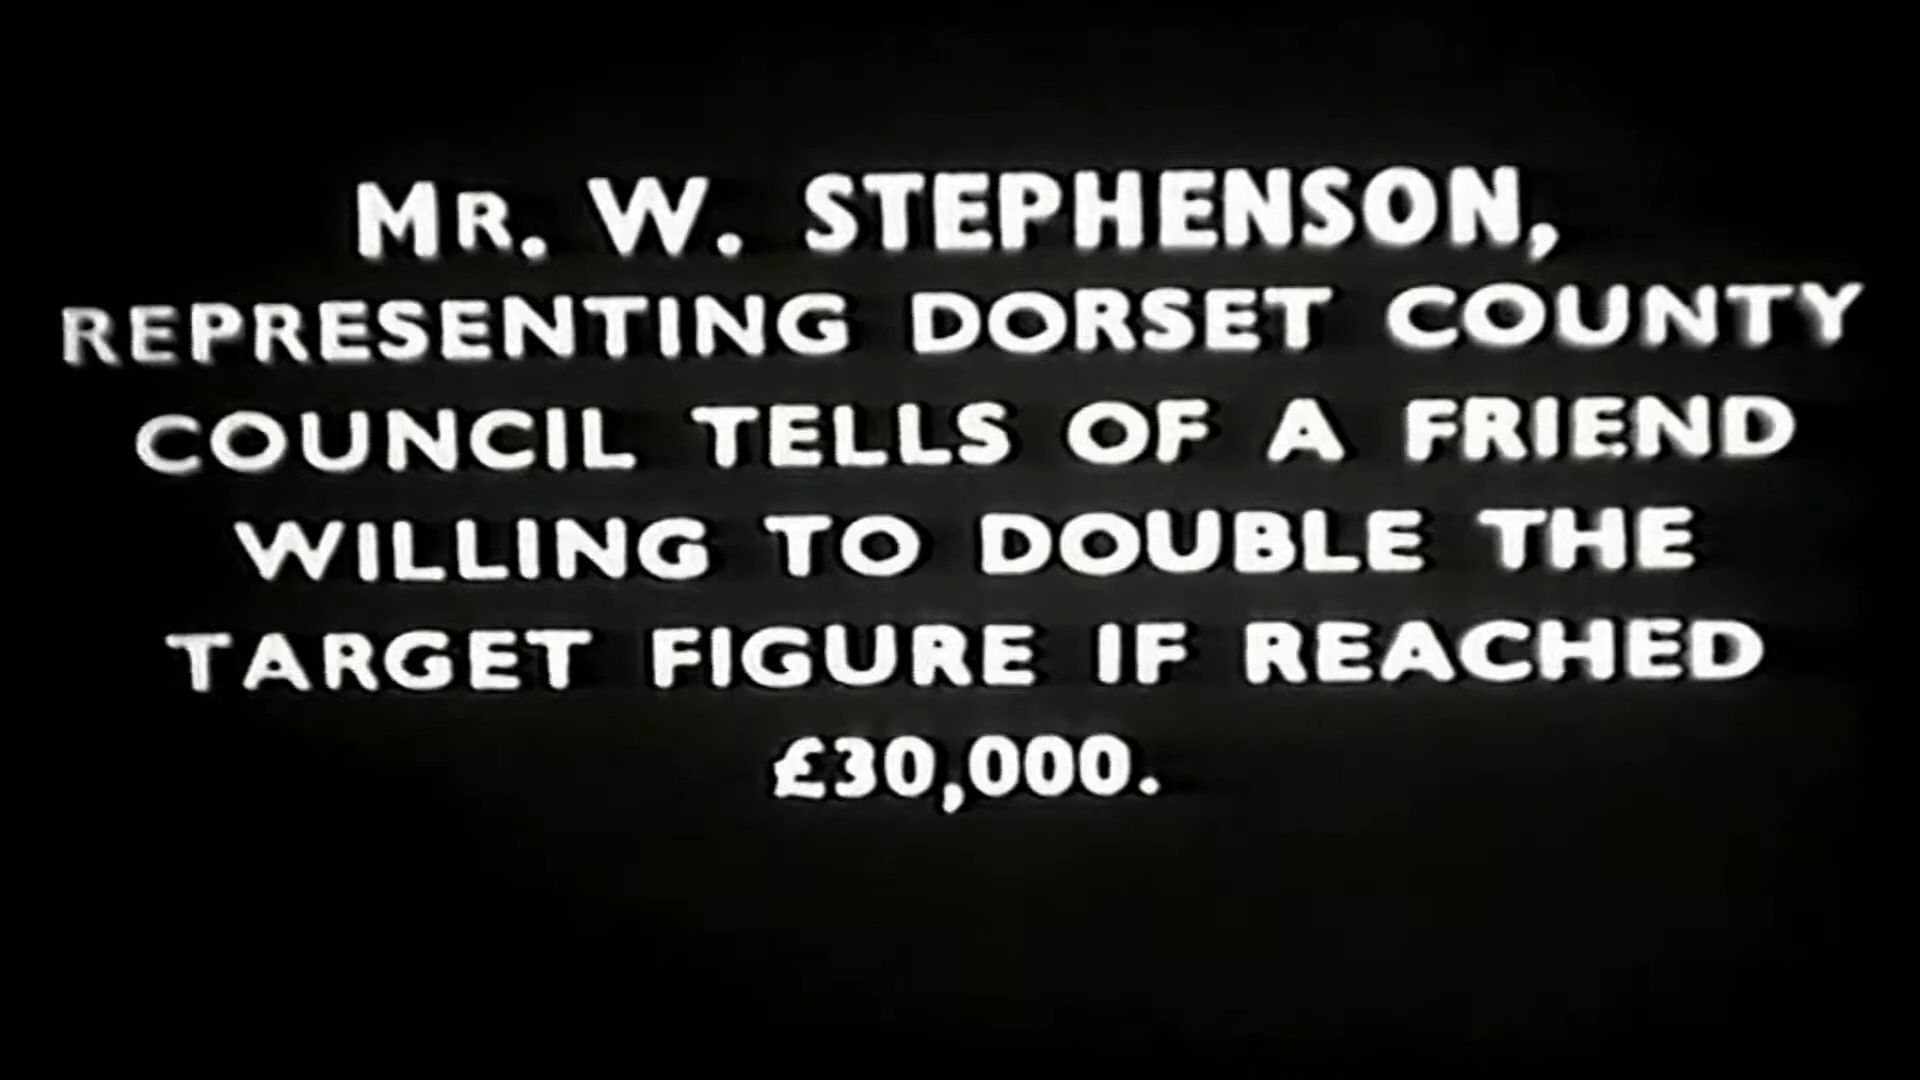 Mr. W. STEPHENSON,
REPRESENTING DORSET COUNTY
COUNCIL TELLS OF A FRIEND
WILLING TO DOUBLE THE
TARGET FIGURE IF REACHED
£30,000.